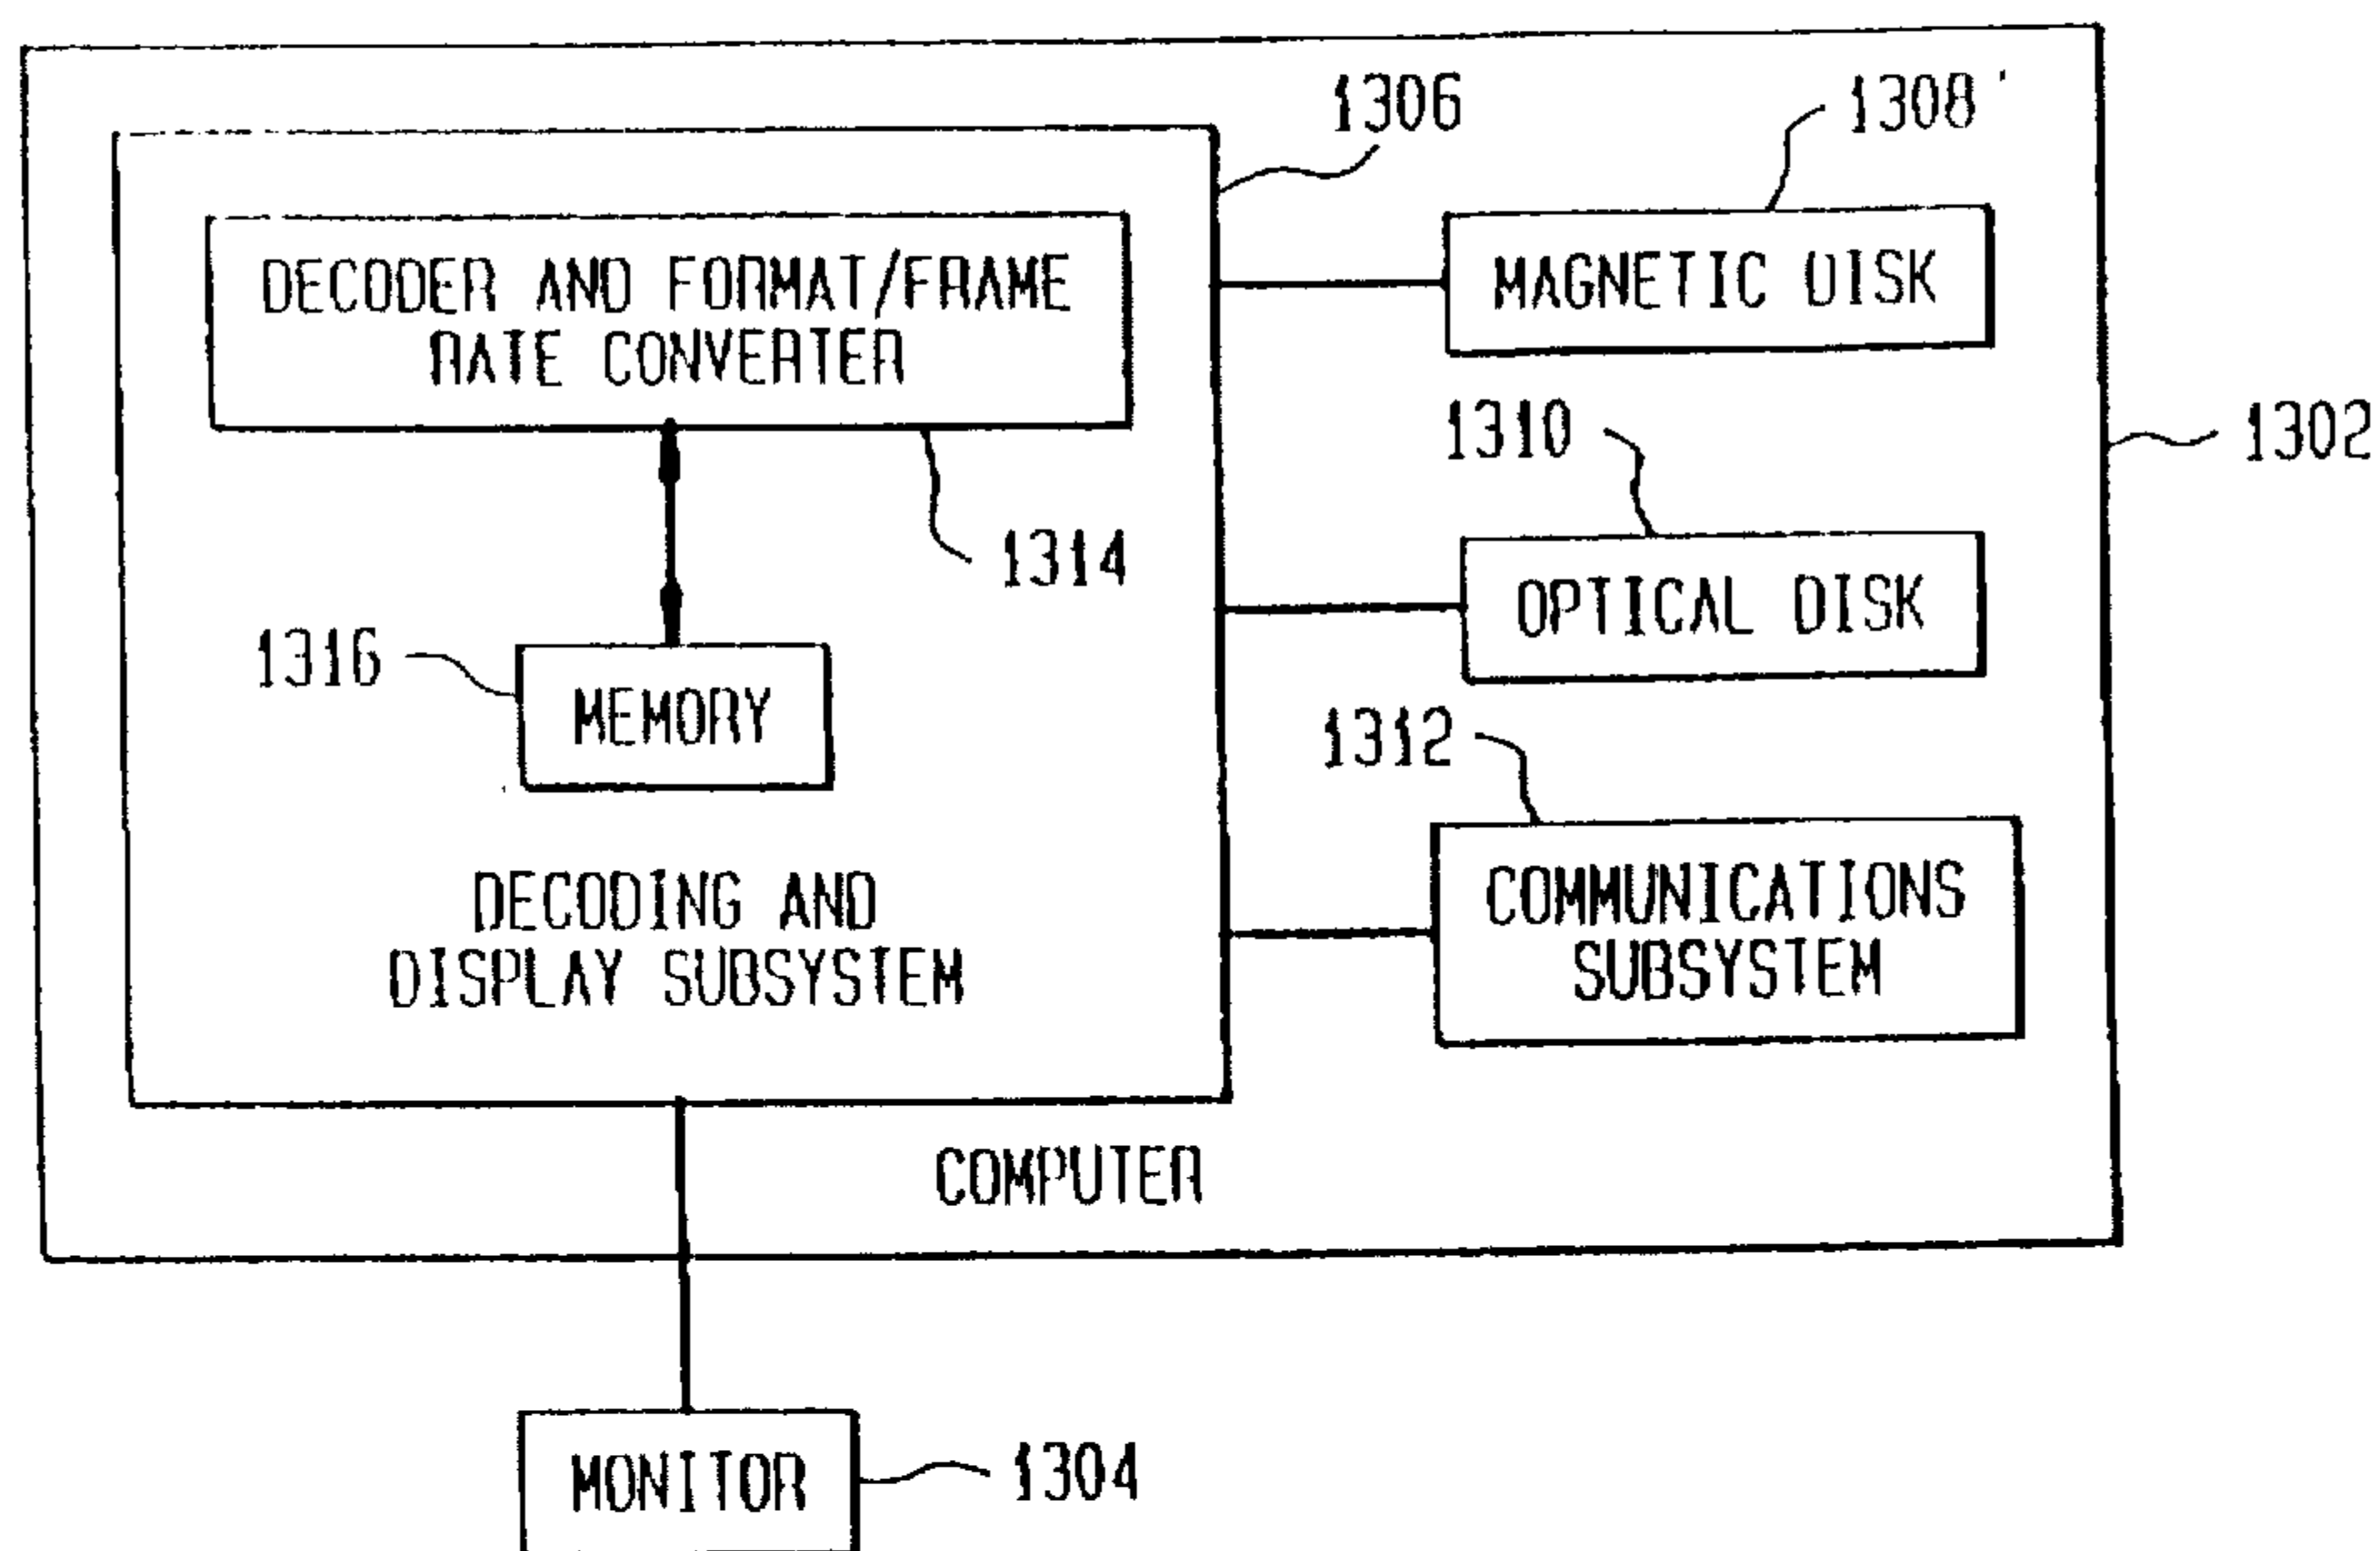 1306
1308
DECODER AND FORMAT/FRAME
RATE CONVERTER
MAGNETIC DISK
1310
1302
1314
OPTICAL DISK
1316
MEMORY
1312
COMMUNICATIONS
SUBSYSTEM
DECODING AND
DISPLAY SUBSYSTEM
COMPUTER
MONITOR
1304